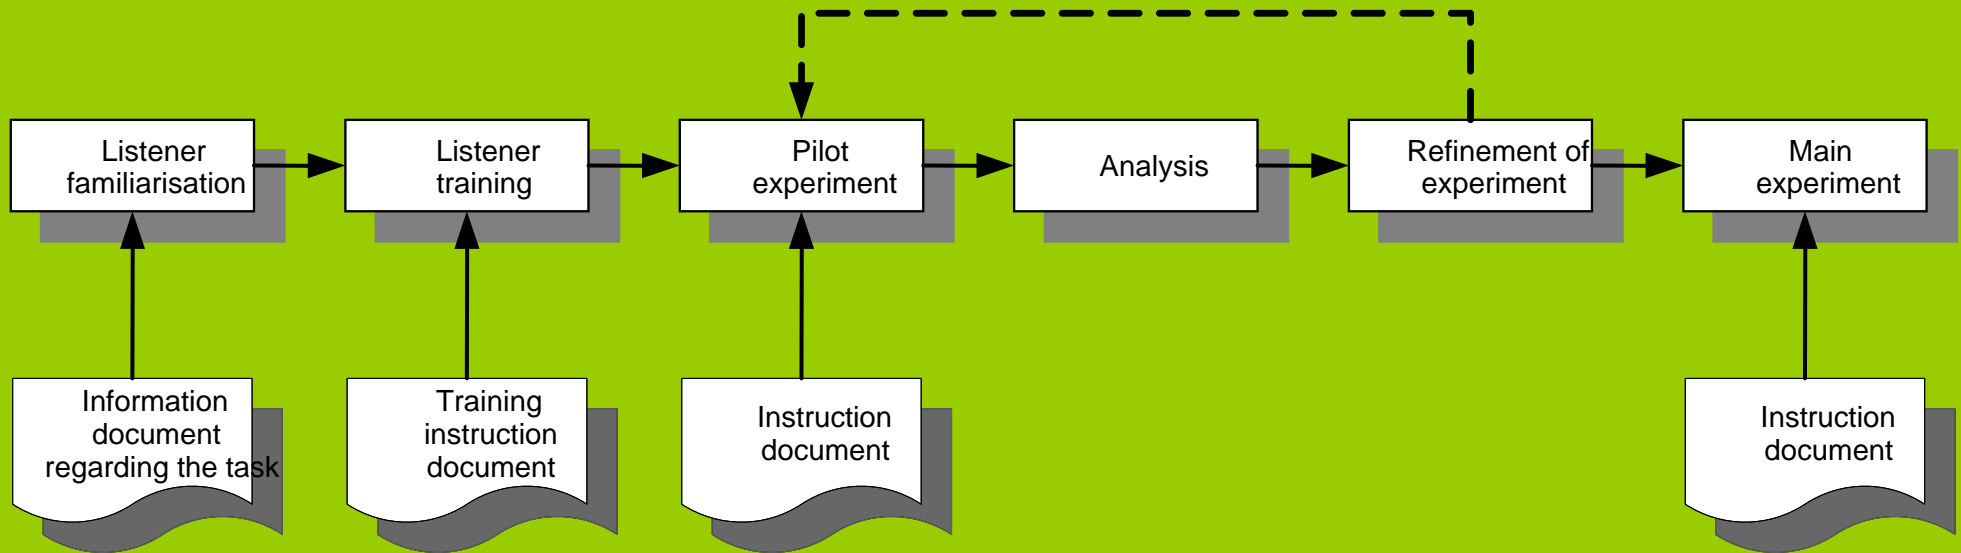 Listener
familiarisation
Listener
training
Pilot
experiment
Analysis
Refinement of
experiment
Main
experiment
Information
document
regarding the task
Training
instruction
document
Instruction
document
Instruction
document